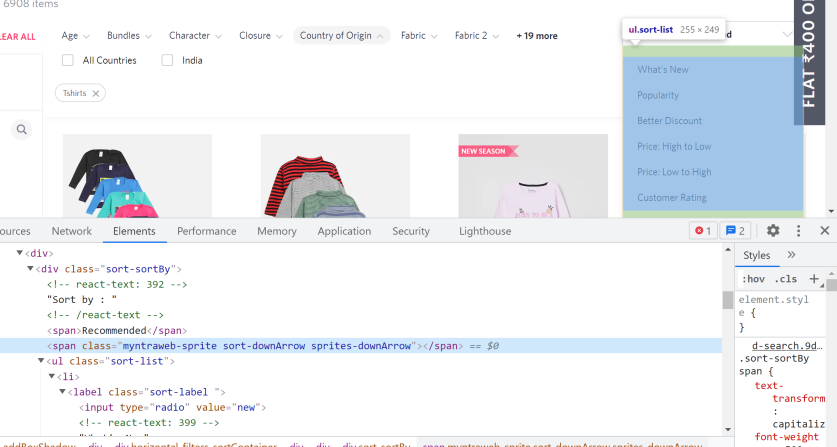 6908 items
LEAR ALL
Age Bundles Character Closure Country of Origin Fabric Fabric 2 + 19 more
ul.sort-list 255 × 249
d
All Countries India
Tshirts
What's New
Popularity
Better Discount
Price: High to Low
Price: Low to High
Customer Rating
FLAT ₹400 O
NEW SEASON
ources Network Elements Performance Memory Application Security Lighthouse 1 2
<div>
<div class="sort-sortBy">
<!-- react-text: 392 -->
"Sort by : "
<!-- /react-text -->
<span>Recommended</span>
<span class="myntraweb-sprite sort-downArrow sprites-downArrow"></span> == $0
<ul class="sort-list">
<li>
<label class="sort-label ">
<input type="radio" value="new">
<!-- react-text: 399 -->
Styles »
:hov .cls +
element.styl
e {
}
d-search.9d…
.sort-sortBy
span {
text-
transform
:
capitaliz
font-weight
addBoxShadow div div.horizontal-filters-sortContainer div div div.sort-sortBy span.myntraweb-sprite.sort-downArrow.sprites-downArrow